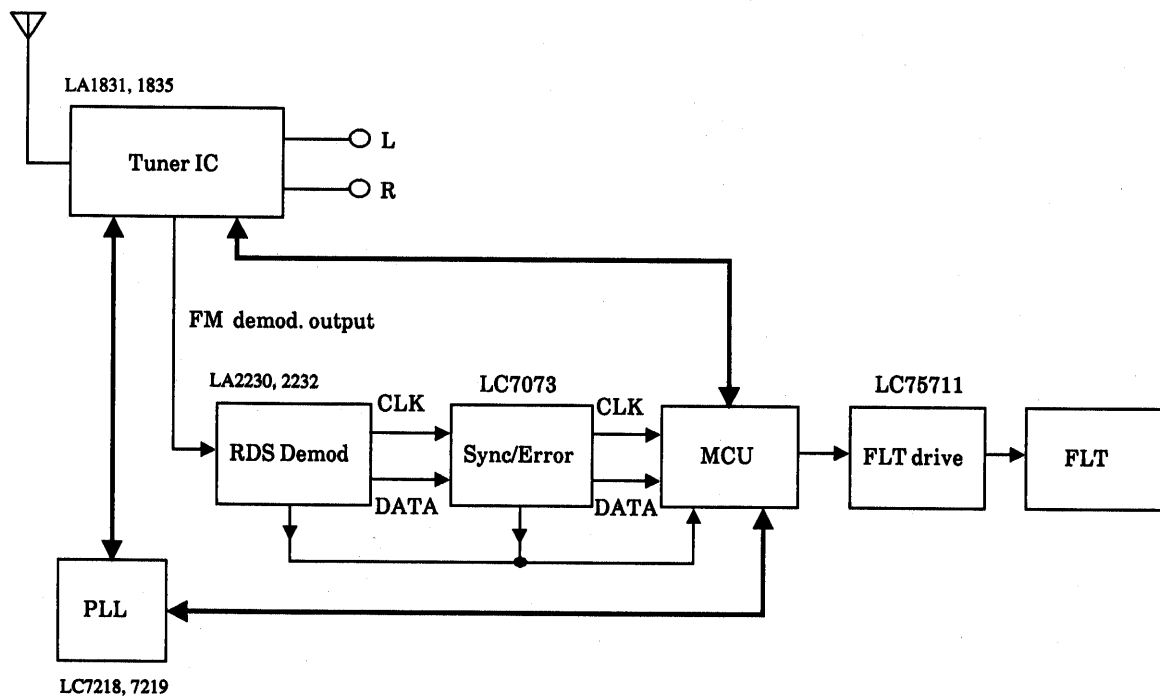 LA1831, 1835
Tuner IC
L
R
FM demod. output
LA2230, 2232
RDS Demod
CLK
DATA
LC7073
Sync/Error
CLK
DATA
MCU
LC75711
FLT drive
FLT
PLL
LC7218, 7219